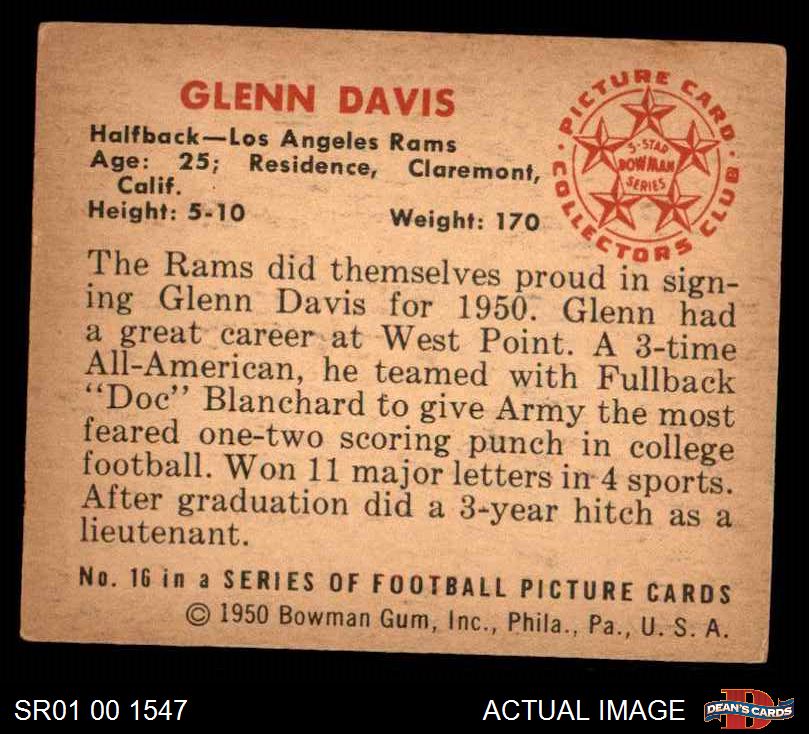 GLENN DAVIS
Halfback—Los Angeles Rams
Age: 25; Residence, Claremont,
Calif.
Height: 5-10 Weight: 170
PICTURE CARD
COLLECTORS CLUB
5-STAR
BOWMAN
SERIES
The Rams did themselves proud in sign-
ing Glenn Davis for 1950. Glenn had
a great career at West Point. A 3-time
All-American, he teamed with Fullback
"Doc" Blanchard to give Army the most
feared one-two scoring punch in college
football. Won 11 major letters in 4 sports.
After graduation did a 3-year hitch as a
lieutenant.
No. 16 in a SERIES OF FOOTBALL PICTURE CARDS
© 1950 Bowman Gum, Inc., Phila., Pa., U. S. A.
SR01 00 1547
ACTUAL IMAGE
DEAN'S CARDS